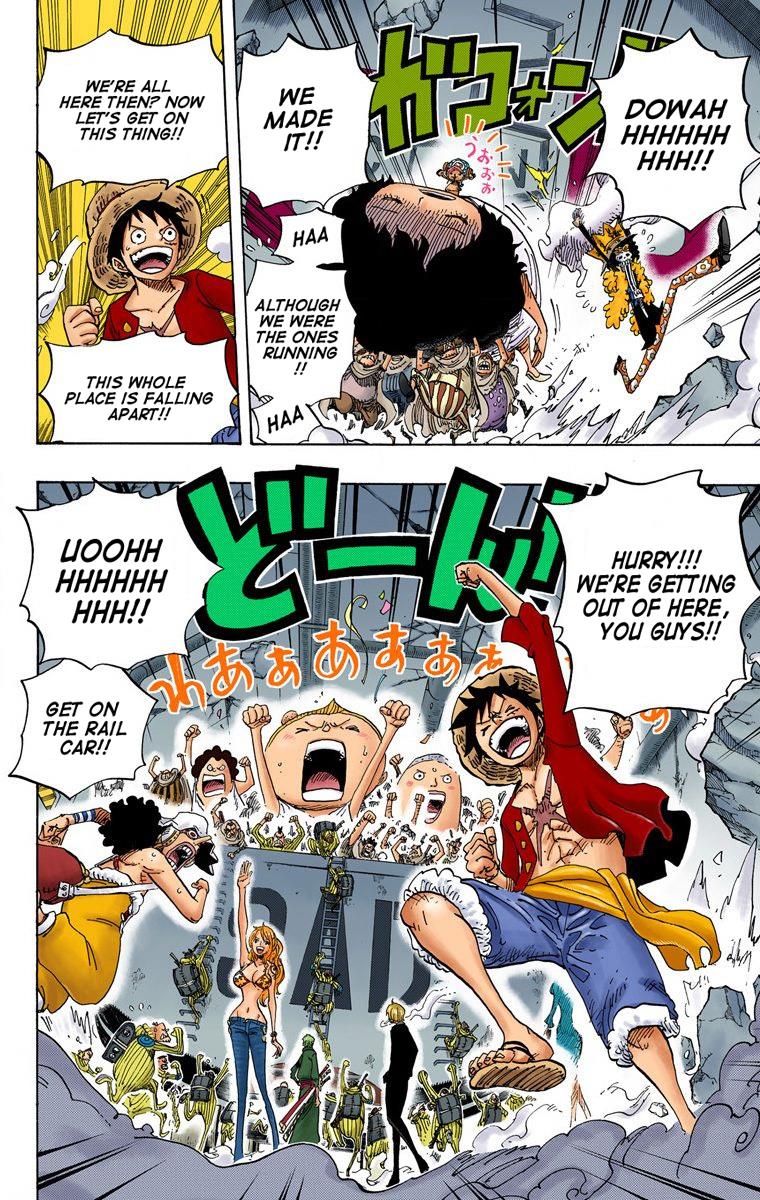 DOWAH
HHHHHH
HHH!!
ガコォン
うおぉぉ
WE
MADE
IT!!
HAA
ALTHOUGH
WE WERE
THE ONES
RUNNING
!!
HAA
WE'RE ALL
HERE THEN? NOW
LET'S GET ON
THIS THING!!
THIS WHOLE
PLACE IS FALLING
APART!!
HURRY!!!
WE'RE GETTING
OUT OF HERE,
YOU GUYS!!
どーん
UOOHH
HHHHHH
HHH!!
わあぁぁあぁぁぁ
GET ON
THE RAIL
CAR!!
SAD